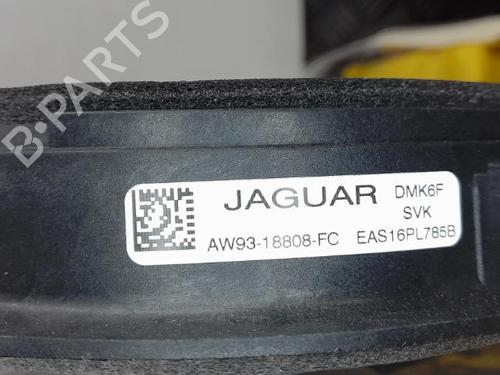 B-PARTS
JAGUAR DMK6F
SVK
AW93-18808-FC EAS16PL785B